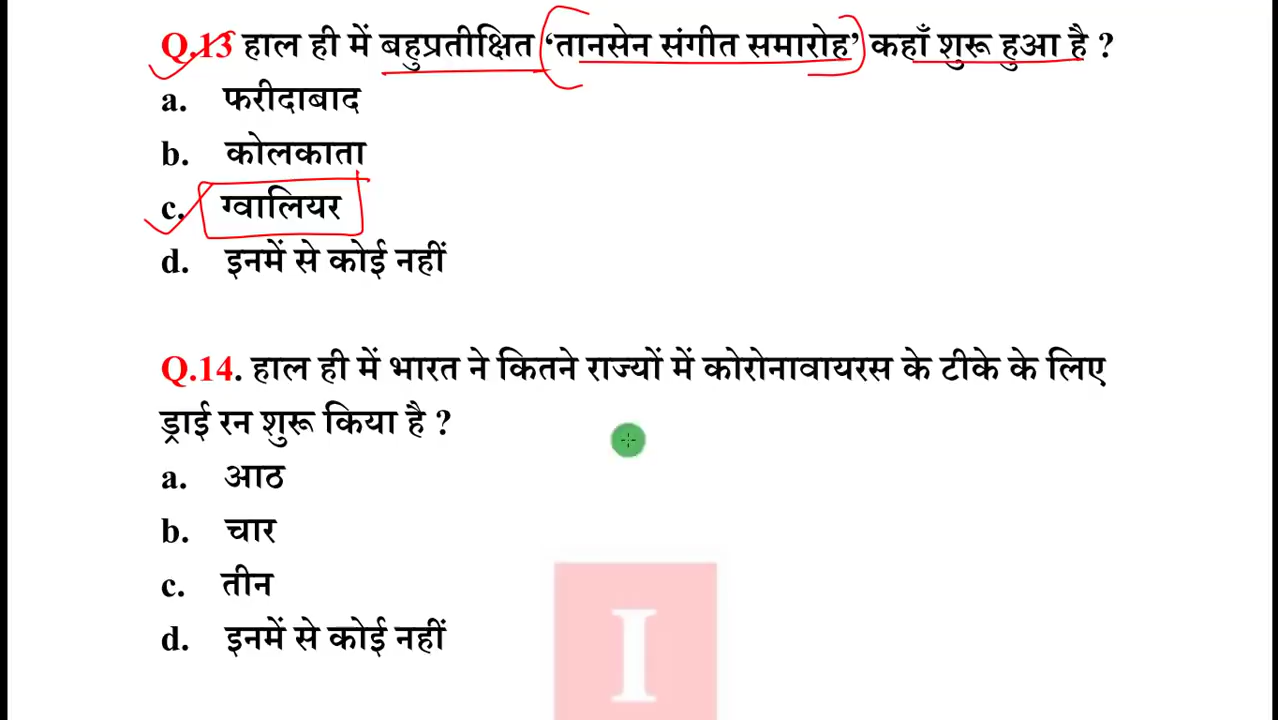 Q.13 हाल ही में बहुप्रतीक्षित ‘तानसेन संगीत समारोह’ कहाँ शुरू हुआ है ?
a. फरीदाबाद
b. कोलकाता
c. ग्वालियर
d. इनमें से कोई नहीं
Q.14. हाल ही में भारत ने कितने राज्यों में कोरोनावायरस के टीके के लिए
ड्राई रन शुरू किया है ?
a. आठ
b. चार
c. तीन
d. इनमें से कोई नहीं
I